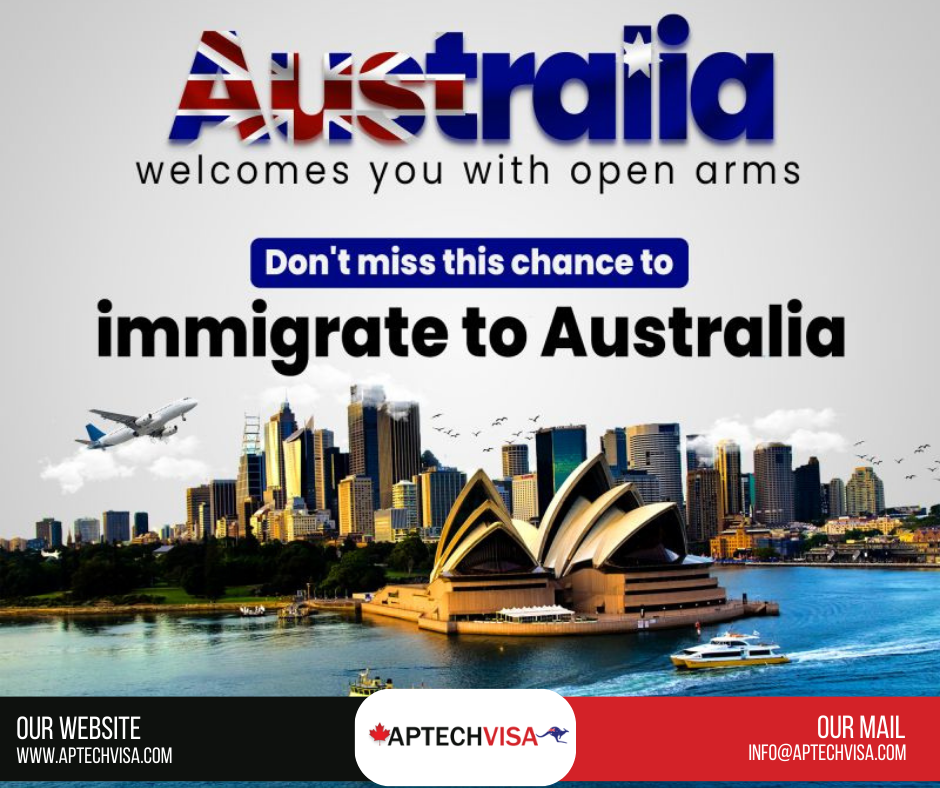 Australia
welcomes you with open arms
Don't miss this chance to
immigrate to Australia
OUR WEBSITE
WWW.APTECHVISA.COM
APTECHVISA
OUR MAIL
INFO@APTECHVISA.COM